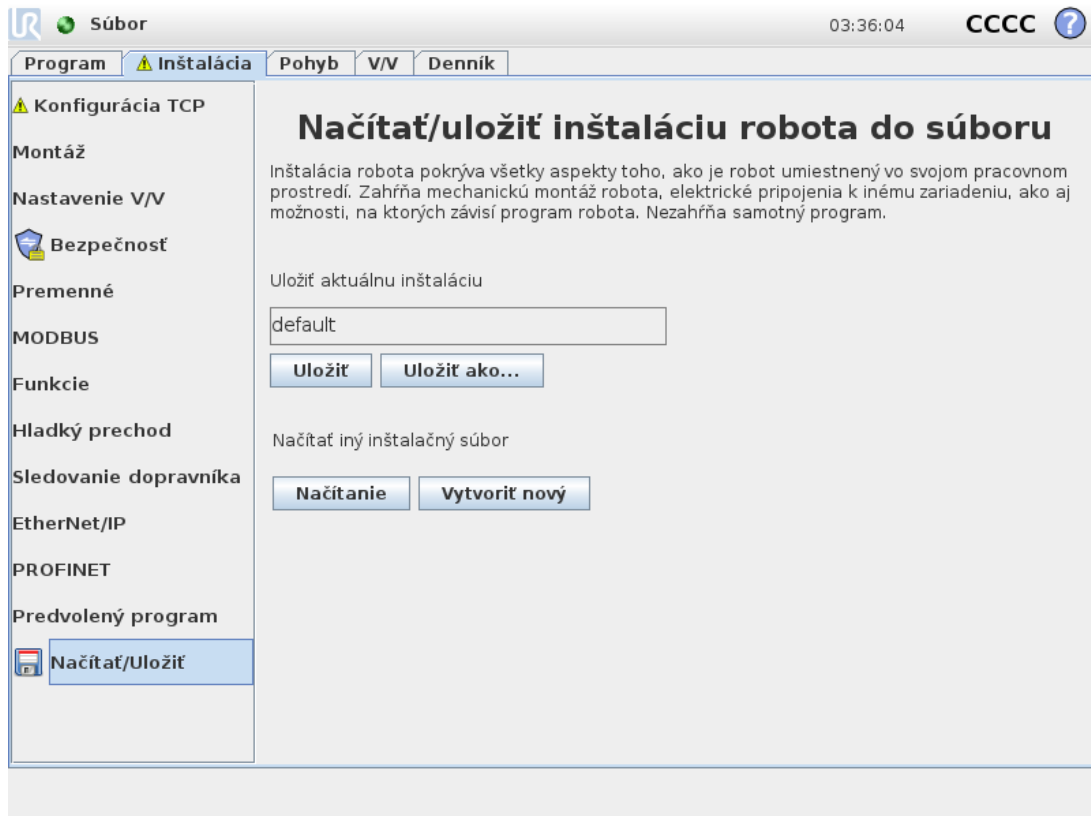 UR
Súbor
03:36:04
CCCC
?
Program
Inštalácia
Pohyb
V/V
Denník
Konfigurácia TCP
Montáž
Nastavenie V/V
Bezpečnosť
Premenné
MODBUS
Funkcie
Hladký prechod
Sledovanie dopravníka
EtherNet/IP
PROFINET
Predvolený program
Načítať/Uložiť
Načítať/uložiť inštaláciu robota do súboru
Inštalácia robota pokrýva všetky aspekty toho, ako je robot umiestnený vo svojom pracovnom
prostredí. Zahŕňa mechanickú montáž robota, elektrické pripojenia k inému zariadeniu, ako aj
možnosti, na ktorých závisí program robota. Nezahŕňa samotný program.
Uložiť aktuálnu inštaláciu
default
Uložiť
Uložiť ako...
Načítať iný inštalačný súbor
Načítanie
Vytvoriť nový